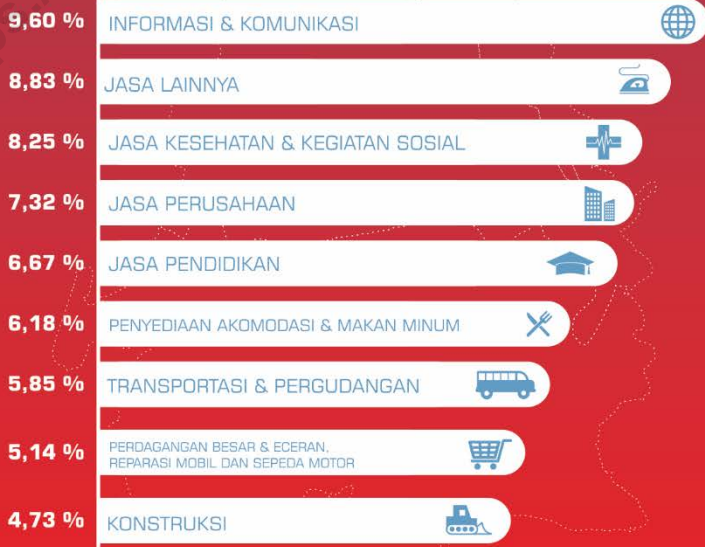 9,60 % INFORMASI & KOMUNIKASI
8,83 % JASA LAINNYA
8,25 % JASA KESEHATAN & KEGIATAN SOSIAL
7,32 % JASA PERUSAHAAN
6,67 % JASA PENDIDIKAN
6,18 % PENYEDIAAN AKOMODASI & MAKAN MINUM
5,85 % TRANSPORTASI & PERGUDANGAN
5,14 % PERDAGANGAN BESAR & ECERAN,
REPARASI MOBIL DAN SEPEDA MOTOR
4,73 % KONSTRUKSI